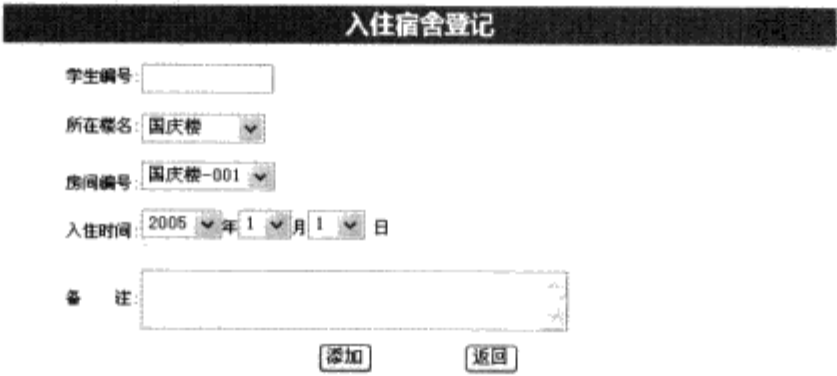 入住宿舍登记
学生编号:
所在楼名: 国庆楼
房间编号: 国庆楼-001
入住时间: 2005 年 1 月 1 日
备 注:
添加 返回